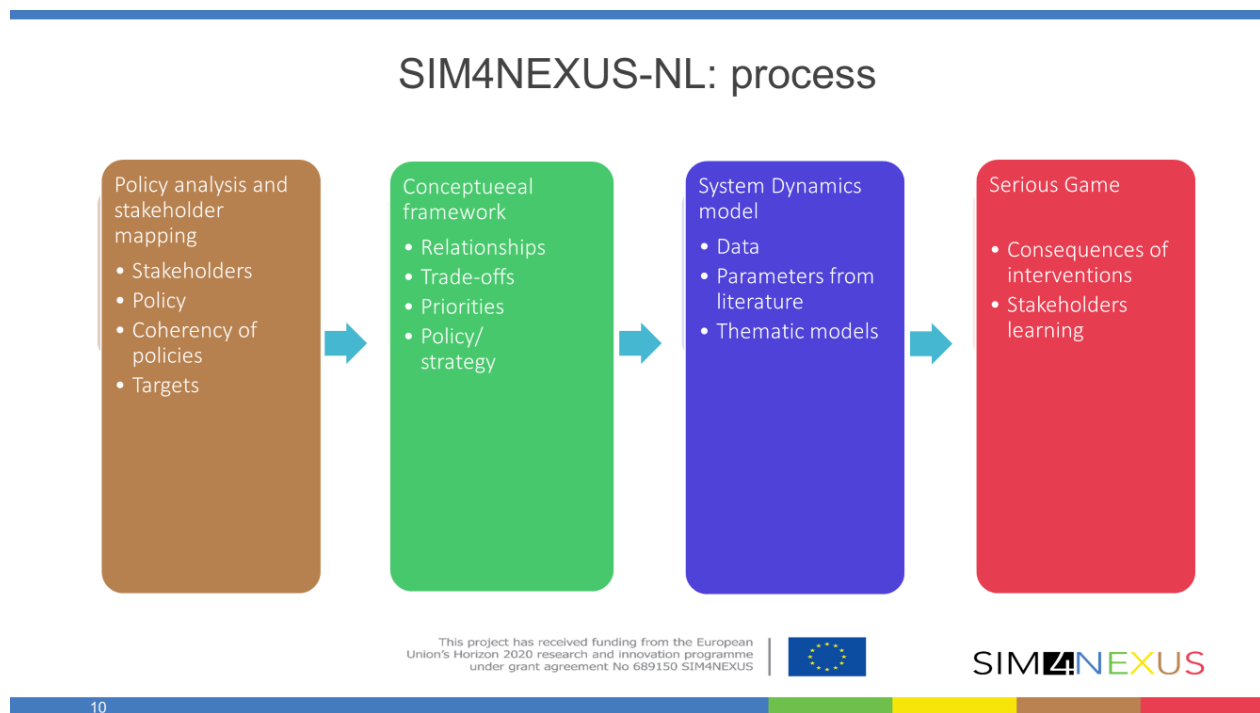 SIM4NEXUS-NL: process
Policy analysis and
stakeholder
mapping
• Stakeholders
• Policy
• Coherency of
policies
• Targets
Conceptueeal
framework
• Relationships
• Trade-offs
• Priorities
• Policy/
strategy
System Dynamics
model
• Data
• Parameters from
literature
• Thematic models
Serious Game
• Consequences of
interventions
• Stakeholders
learning
This project has received funding from the European
Union's Horizon 2020 research and innovation programme
under grant agreement No 689150 SIM4NEXUS
SIM4NEXUS
10